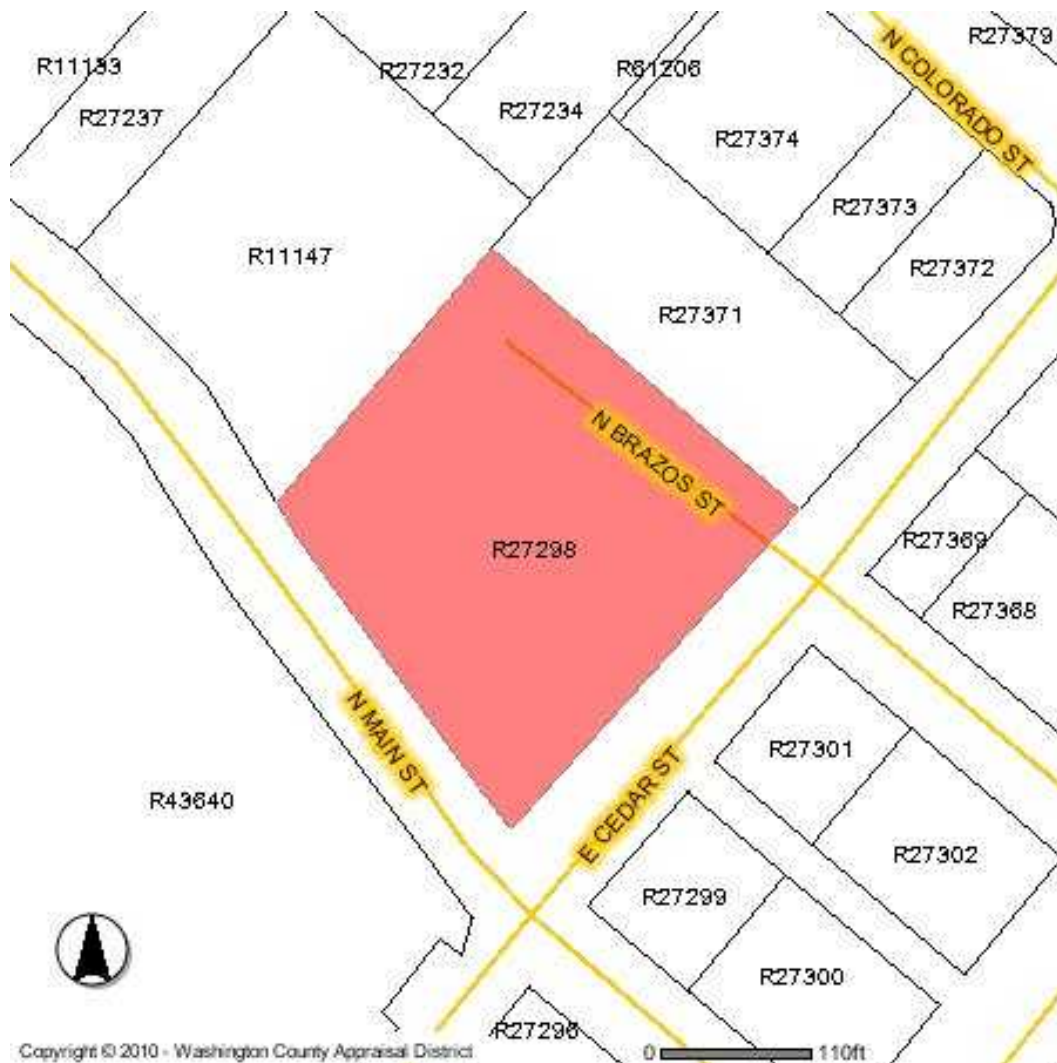 R27379
N COLORADO ST
R11133
R27232
R61206
R27237
R27234
R27374
R27373
R11147
R27372
R27371
N BRAZOS ST
R27298
R27369
R27368
N MAIN ST
R27301
R43640
E CEDAR ST
R27302
R27299
R27300
R27296
Copyright © 2010 - Washington County Appraisal District
0 110ft